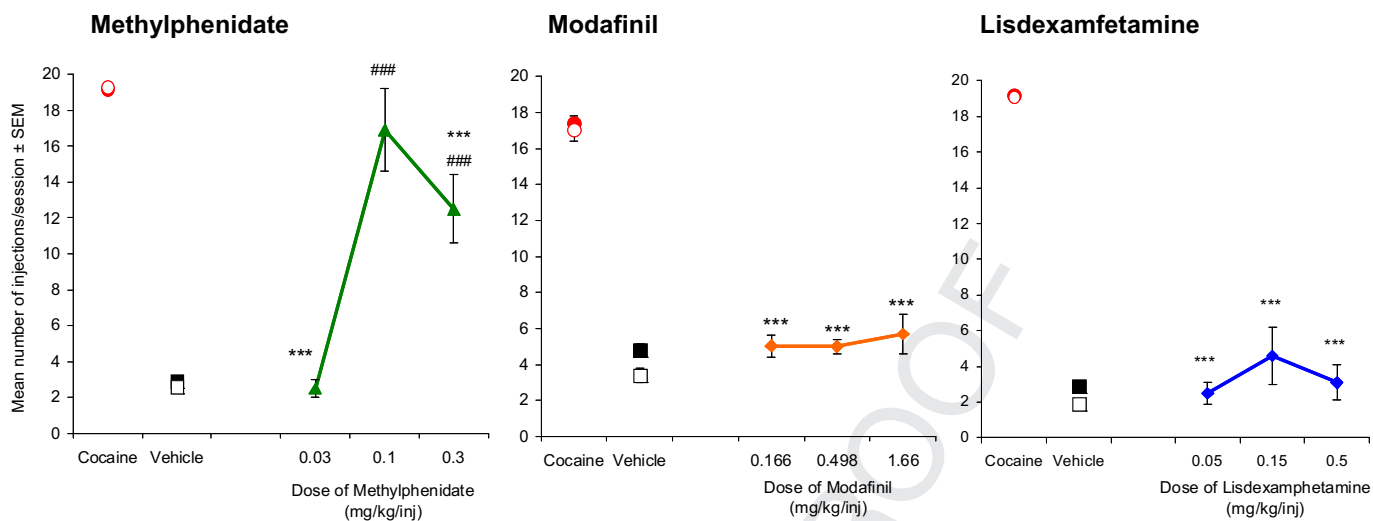 Methylphenidate
Modafinil
Lisdexamfetamine
Mean number of injections/session ± SEM
20
18
16
14
12
10
8
6
4
2
0
###
***
###
***
Cocaine Vehicle
0.03 0.1 0.3
Dose of Methylphenidate
(mg/kg/inj)
20
18
16
14
12
10
8
6
4
2
0
*** *** ***
Cocaine Vehicle
0.166 0.498 1.66
Dose of Modafinil
(mg/kg/inj)
20
18
16
14
12
10
8
6
4
2
0
*** *** ***
Cocaine Vehicle
0.05 0.15 0.5
Dose of Lisdexamphetamine
(mg/kg/inj)
OOF